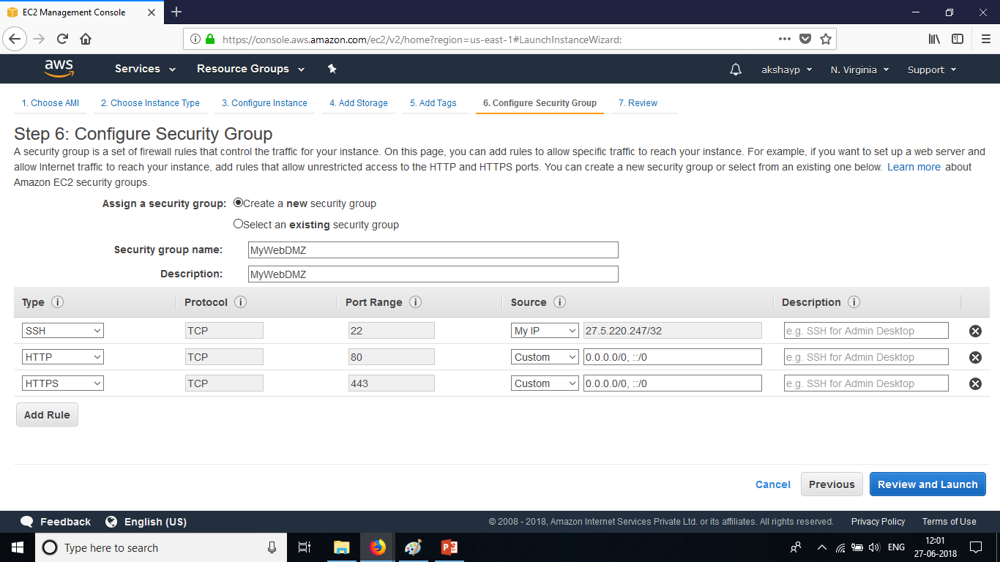 EC2 Management Console
https://console.aws.amazon.com/ec2/v2/home?region=us-east-1#LaunchInstanceWizard:
aws Services Resource Groups akshayp N. Virginia Support
1. Choose AMI 2. Choose Instance Type 3. Configure Instance 4. Add Storage 5. Add Tags 6. Configure Security Group 7. Review
Step 6: Configure Security Group
A security group is a set of firewall rules that control the traffic for your instance. On this page, you can add rules to allow specific traffic to reach your instance. For example, if you want to set up a web server and
allow Internet traffic to reach your instance, add rules that allow unrestricted access to the HTTP and HTTPS ports. You can create a new security group or select from an existing one below. Learn more about
Amazon EC2 security groups.
Assign a security group: Create a new security group
Select an existing security group
Security group name: MyWebDMZ
Description: MyWebDMZ
Type i Protocol i Port Range i Source i Description i
SSH TCP 22 My IP 27.5.220.247/32 e.g. SSH for Admin Desktop
HTTP TCP 80 Custom 0.0.0.0/0, ::/0 e.g. SSH for Admin Desktop
HTTPS TCP 443 Custom 0.0.0.0/0, ::/0 e.g. SSH for Admin Desktop
Add Rule
Cancel Previous Review and Launch
Feedback English (US) © 2008 - 2018, Amazon Internet Services Private Ltd. or its affiliates. All rights reserved. Privacy Policy Terms of Use
Type here to search ENG 12:01
27-06-2018